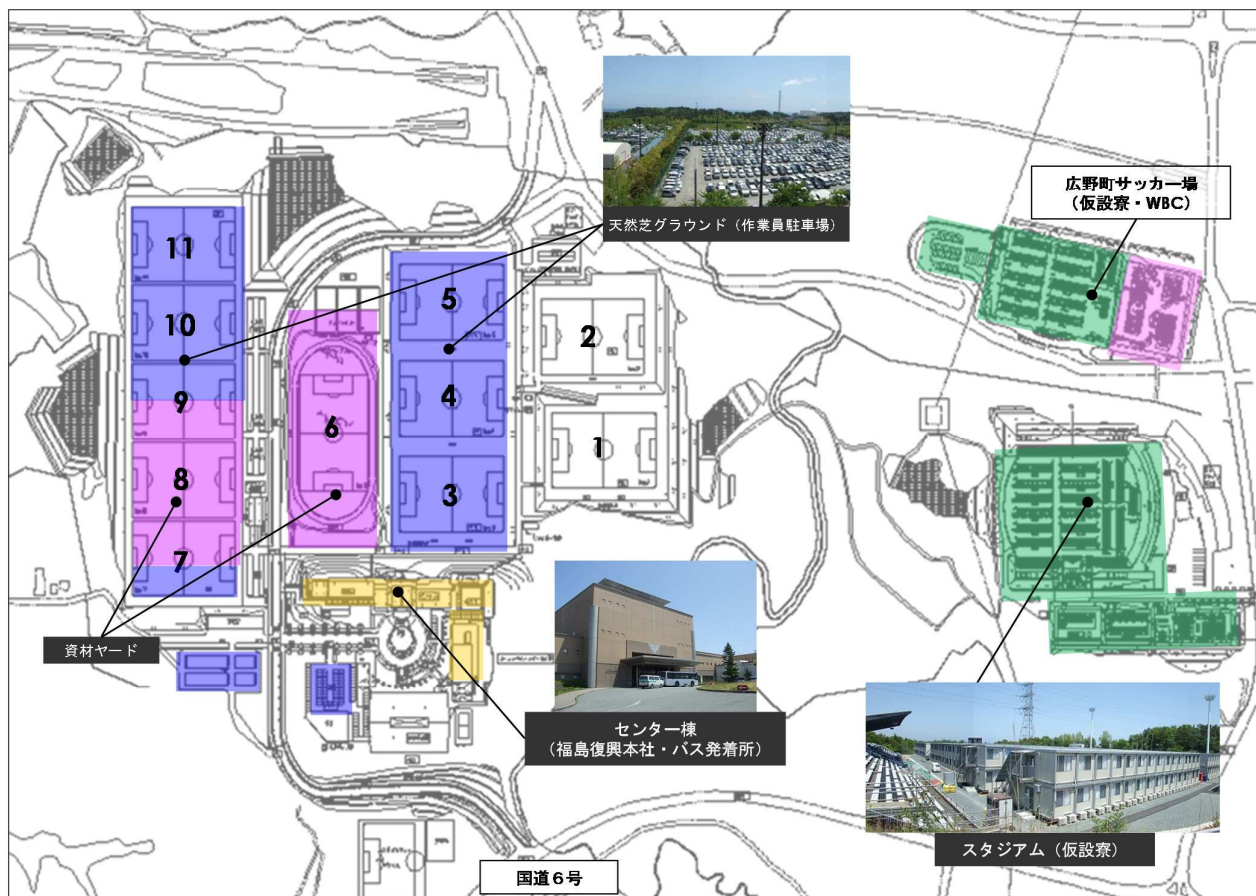 天然芝グラウンド（作業員駐車場）
広野町サッカー場
（仮設寮・WBC）
11
10
9
8
7
6
5
4
3
2
1
資材ヤード
センター棟
（福島復興本社・バス発着所）
スタジアム（仮設寮）
国道６号